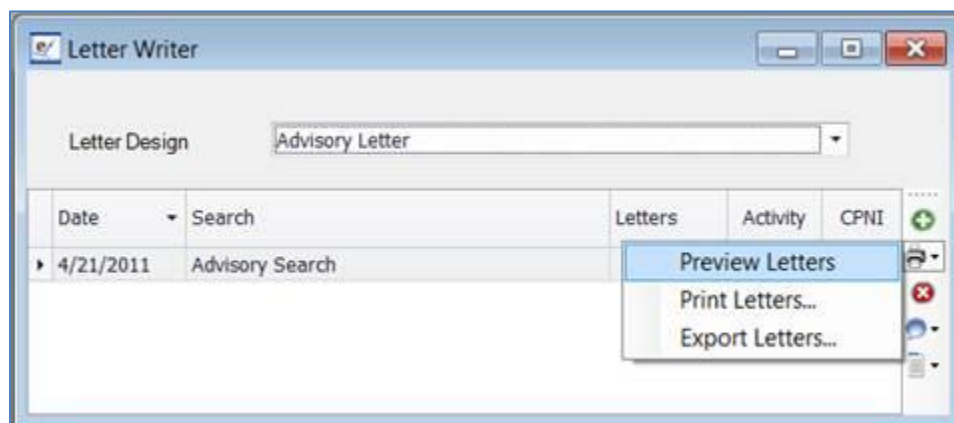 Letter Writer
Letter Design Advisory Letter
Date Search Letters Activity CPNI
4/21/2011 Advisory Search
Preview Letters
Print Letters...
Export Letters...